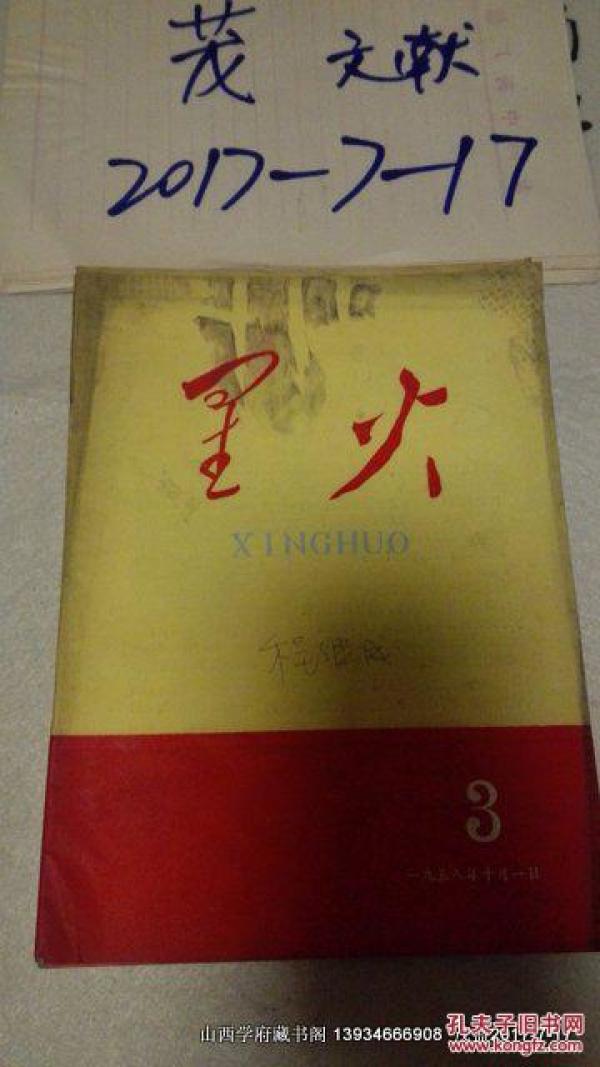 茂 文献
2017-7-17
星火
XINGHUO
3
一九五八年十月一日
山西学府藏书阁 13934666908
孔夫子旧书网
www.kongfz.com